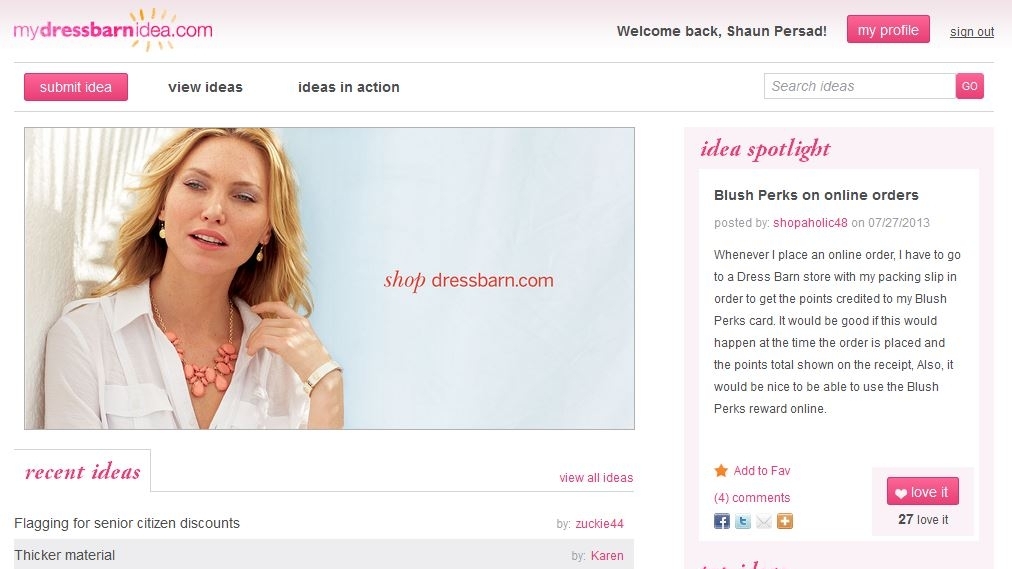 mydressbarnidea.com
Welcome back, Shaun Persad!
my profile
sign out
submit idea
view ideas
ideas in action
Search ideas
GO
shop dressbarn.com
idea spotlight
Blush Perks on online orders
posted by: shopaholic48 on 07/27/2013
Whenever I place an online order, I have to go
to a Dress Barn store with my packing slip in
order to get the points credited to my Blush
Perks card. It would be good if this would
happen at the time the order is placed and
the points total shown on the receipt, Also, it
would be nice to be able to use the Blush
Perks reward online.
Add to Fav
(4) comments
love it
27 love it
recent ideas
view all ideas
Flagging for senior citizen discounts
by: zuckie44
Thicker material
by: Karen